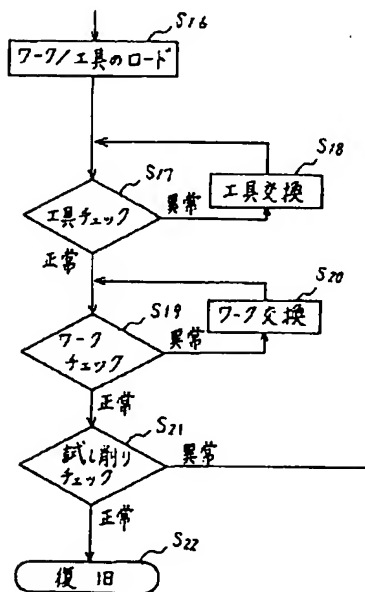 S16
ワーク/工具のロード
S18
工具交換
S17
工具チェック
異常
正常
S20
ワーク交換
S19
ワーク
チェック
異常
正常
S21
試し削り
チェック
異常
正常
S22
復旧